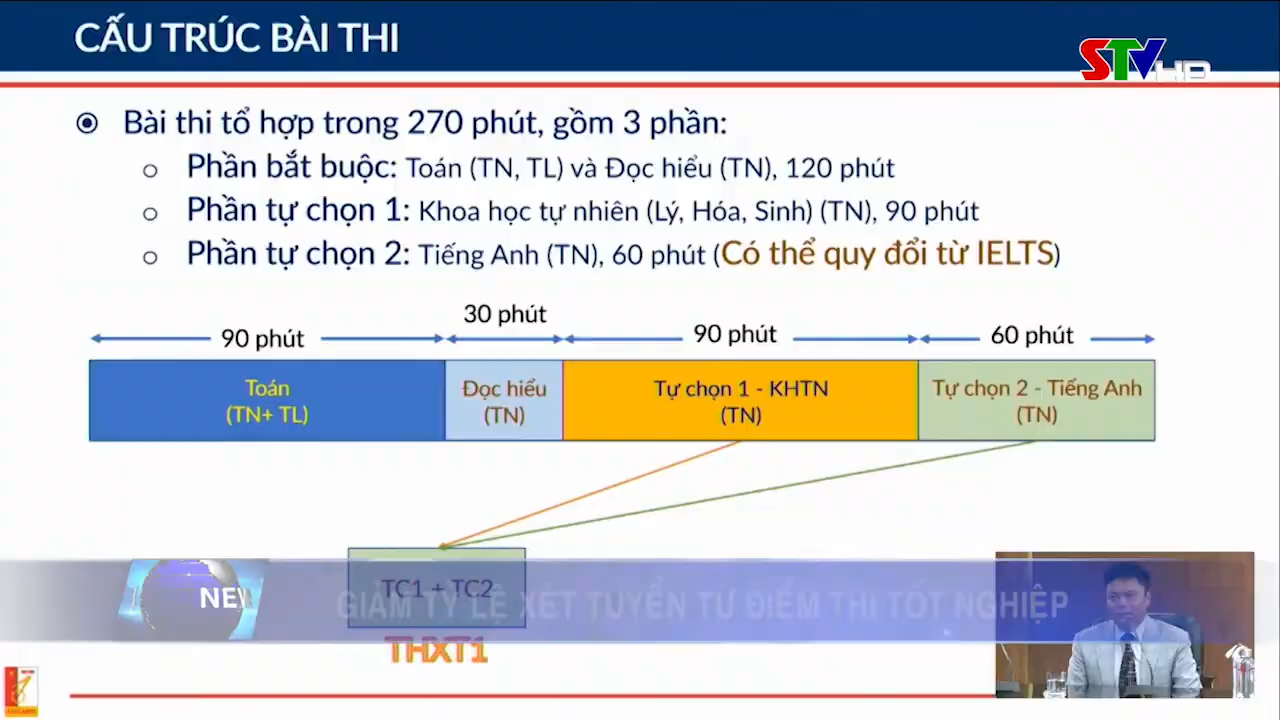 CẤU TRÚC BÀI THI
STV HD
Bài thi tổ hợp trong 270 phút, gồm 3 phần:
Phần bắt buộc: Toán (TN, TL) và Đọc hiểu (TN), 120 phút
Phần tự chọn 1: Khoa học tự nhiên (Lý, Hóa, Sinh) (TN), 90 phút
Phần tự chọn 2: Tiếng Anh (TN), 60 phút (Có thể quy đổi từ IELTS)
90 phút
30 phút
90 phút
60 phút
Toán
(TN+ TL)
Đọc hiểu
(TN)
Tự chọn 1 - KHTN
(TN)
Tự chọn 2 - Tiếng Anh
(TN)
TC1 + TC2
GIẢM TỶ LỆ XÉT TUYỂN TỪ ĐIỂM THI TỐT NGHIỆP
THXT1